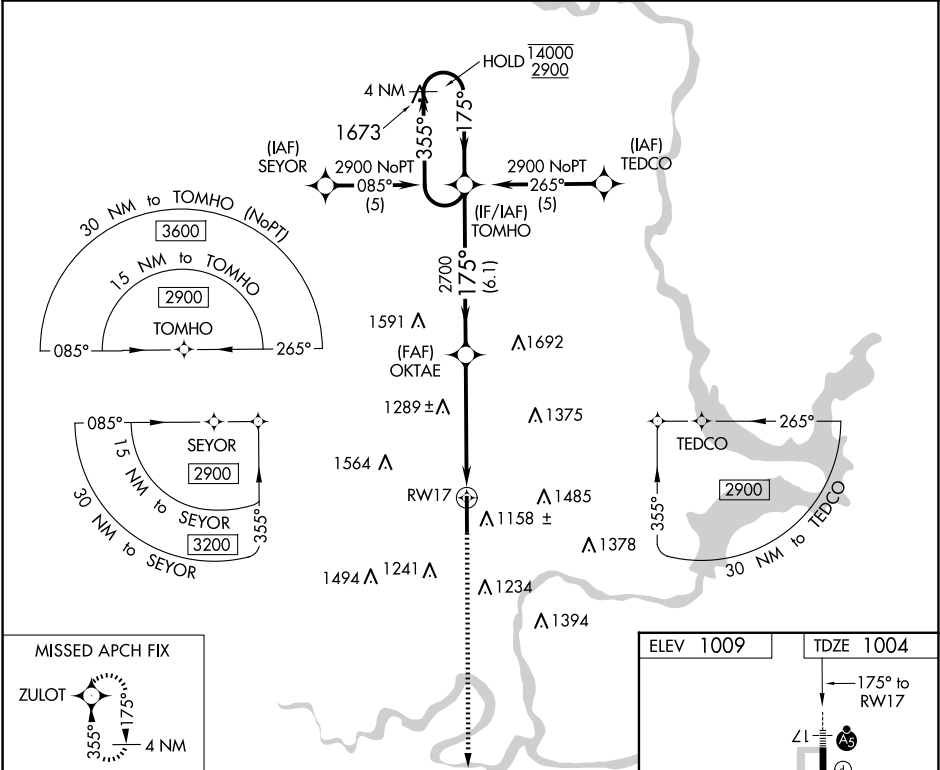 HOLD 14000
2900
4 NM
1673
355°
175°
(IAF)
SEYOR
2900 NoPT
085°
(5)
(IAF)
TEDCO
2900 NoPT
265°
(5)
(IF/IAF)
TOMHO
2700
175°
(6.1)
30 NM to TOMHO (NoPT)
3600
15 NM to TOMHO
2900
TOMHO
085°
265°
1591
1692
(FAF)
OKTAE
1289 ±
1375
085°
SEYOR
2900
15 NM to SEYOR
3200
30 NM to SEYOR
355°
1564
RW17
1485
1158 ±
1378
265°
TEDCO
2900
355°
30 NM to TEDCO
1494
1241
1234
1394
MISSED APCH FIX
ZULOT
175°
355°
4 NM
ELEV 1009
TDZE 1004
175° to
RW17
17
A5